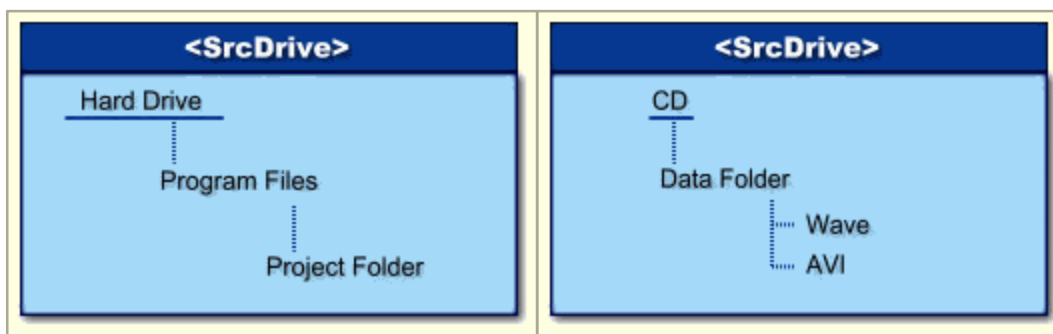 <SrcDrive>
Hard Drive
Program Files
Project Folder
<SrcDrive>
CD
Data Folder
Wave
AVI